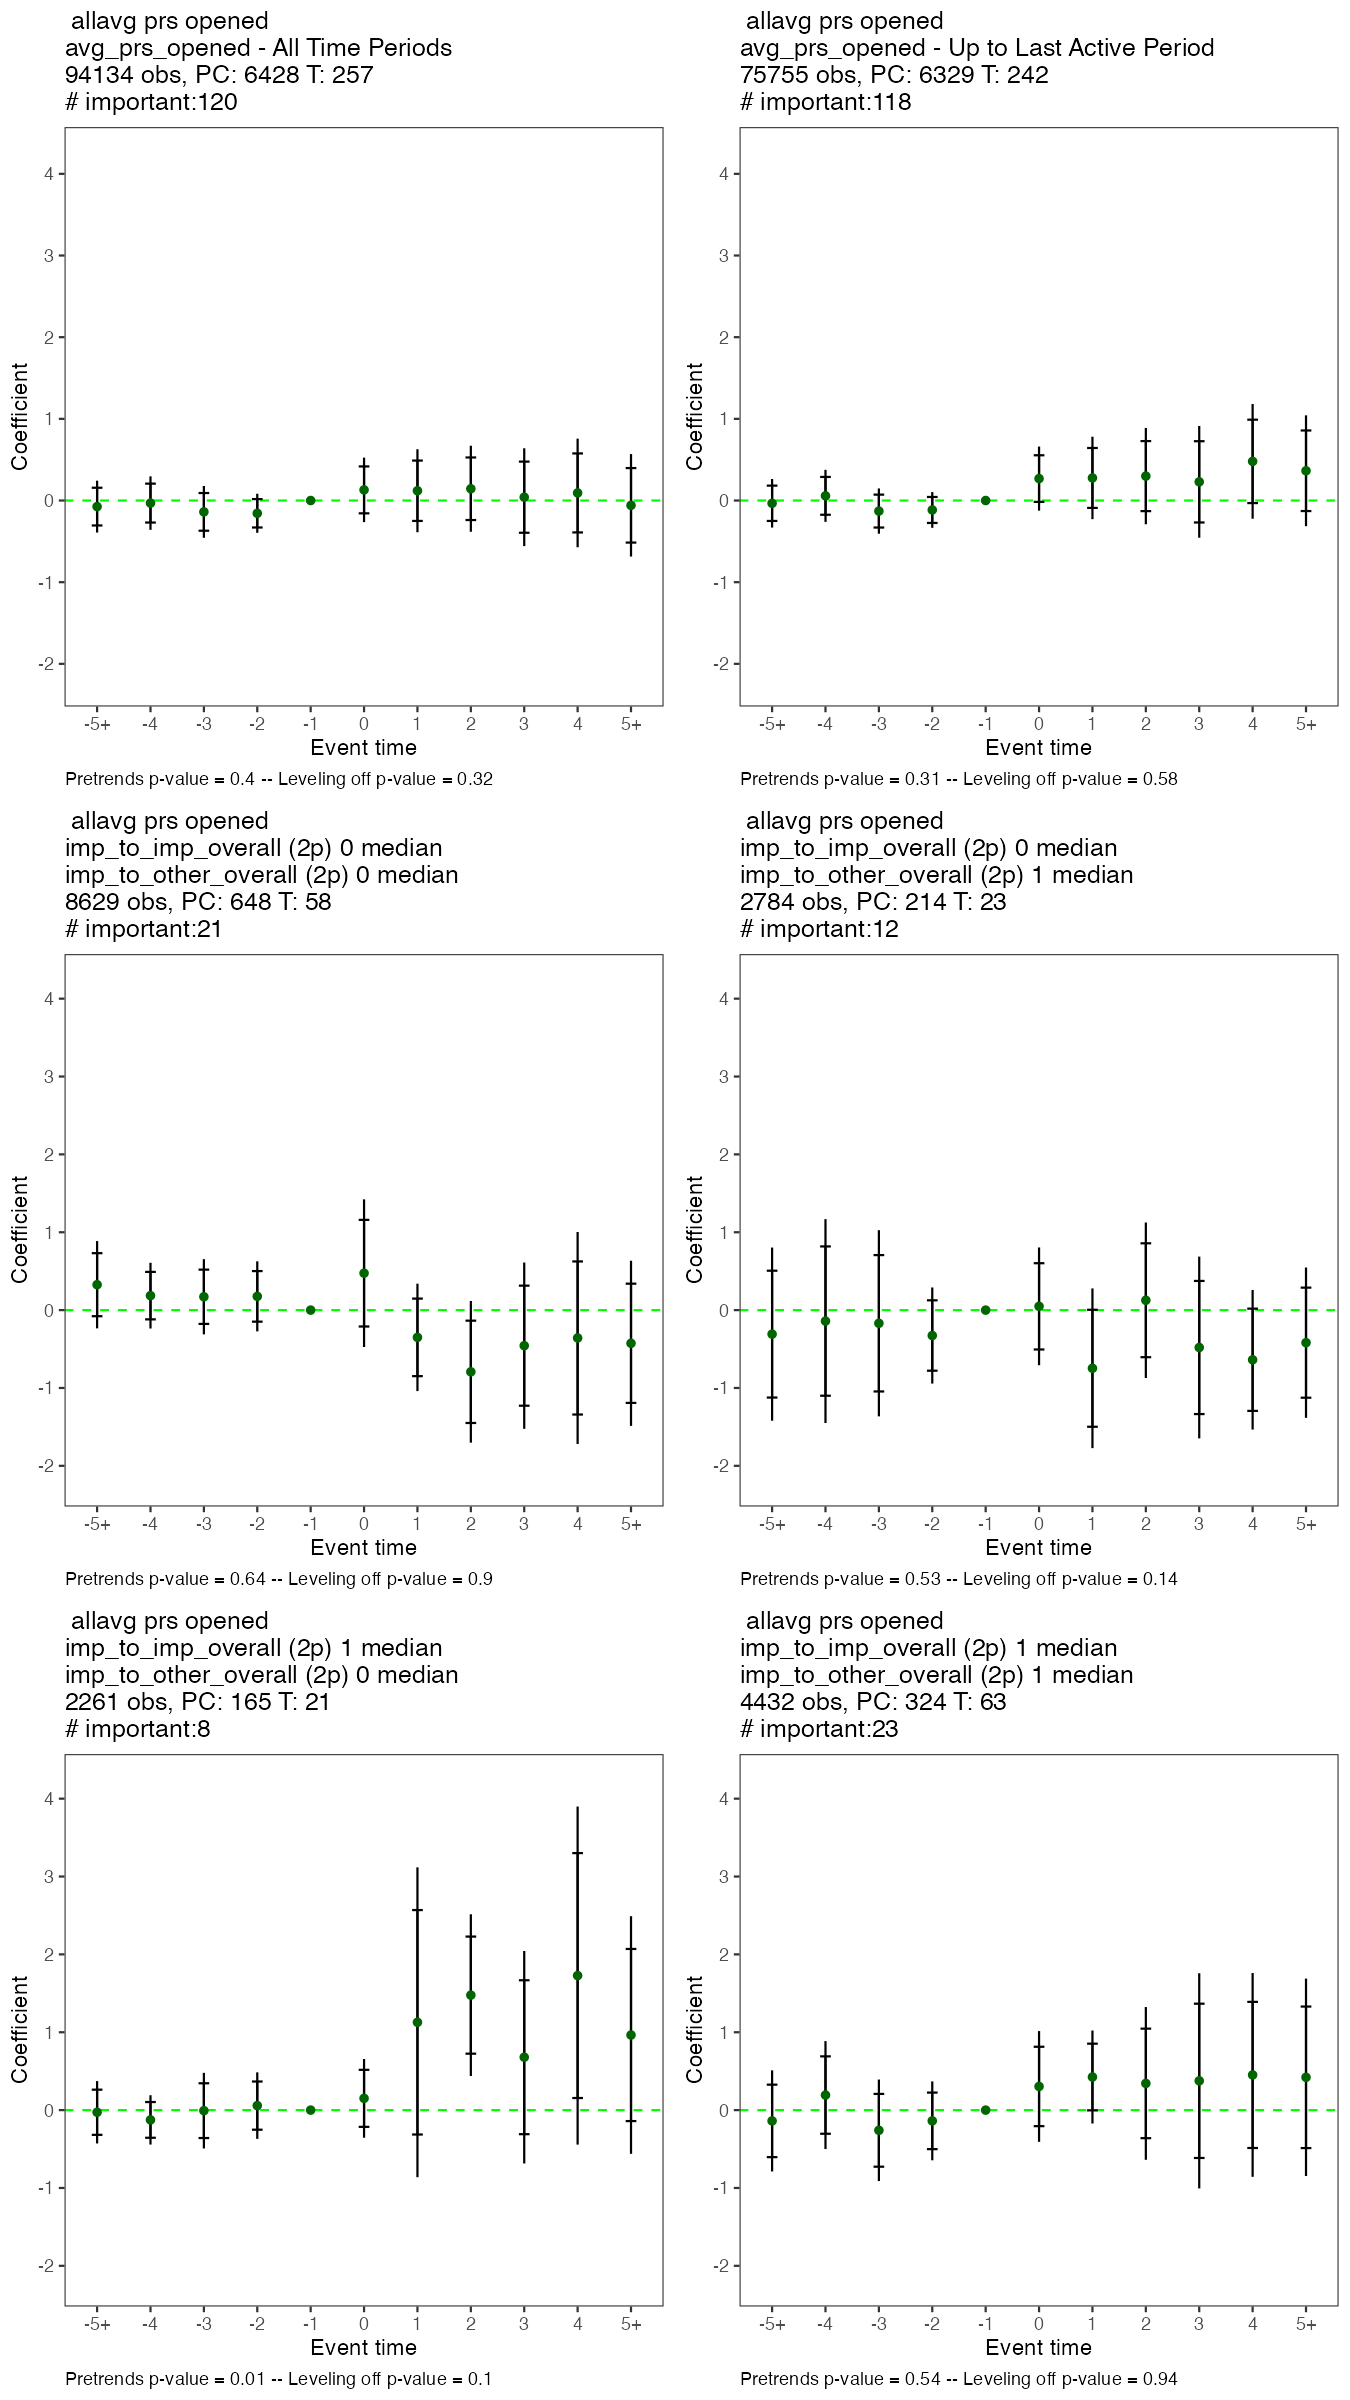 allavg prs opened
avg_prs_opened - All Time Periods
94134 obs, PC: 6428 T: 257
# important:120
4
3
2
1
0
-1
-2
Coefficient
-5+ -4 -3 -2 -1 0 1 2 3 4 5+
Event time
Pretrends p-value = 0.4 -- Leveling off p-value = 0.32
allavg prs opened
avg_prs_opened - Up to Last Active Period
75755 obs, PC: 6329 T: 242
# important:118
4
3
2
1
0
-1
-2
Coefficient
-5+ -4 -3 -2 -1 0 1 2 3 4 5+
Event time
Pretrends p-value = 0.31 -- Leveling off p-value = 0.58
allavg prs opened
imp_to_imp_overall (2p) 0 median
imp_to_other_overall (2p) 0 median
8629 obs, PC: 648 T: 58
# important:21
4
3
2
1
0
-1
-2
Coefficient
-5+ -4 -3 -2 -1 0 1 2 3 4 5+
Event time
Pretrends p-value = 0.64 -- Leveling off p-value = 0.9
allavg prs opened
imp_to_imp_overall (2p) 0 median
imp_to_other_overall (2p) 1 median
2784 obs, PC: 214 T: 23
# important:12
4
3
2
1
0
-1
-2
Coefficient
-5+ -4 -3 -2 -1 0 1 2 3 4 5+
Event time
Pretrends p-value = 0.53 -- Leveling off p-value = 0.14
allavg prs opened
imp_to_imp_overall (2p) 1 median
imp_to_other_overall (2p) 0 median
2261 obs, PC: 165 T: 21
# important:8
4
3
2
1
0
-1
-2
Coefficient
-5+ -4 -3 -2 -1 0 1 2 3 4 5+
Event time
Pretrends p-value = 0.01 -- Leveling off p-value = 0.1
allavg prs opened
imp_to_imp_overall (2p) 1 median
imp_to_other_overall (2p) 1 median
4432 obs, PC: 324 T: 63
# important:23
4
3
2
1
0
-1
-2
Coefficient
-5+ -4 -3 -2 -1 0 1 2 3 4 5+
Event time
Pretrends p-value = 0.54 -- Leveling off p-value = 0.94